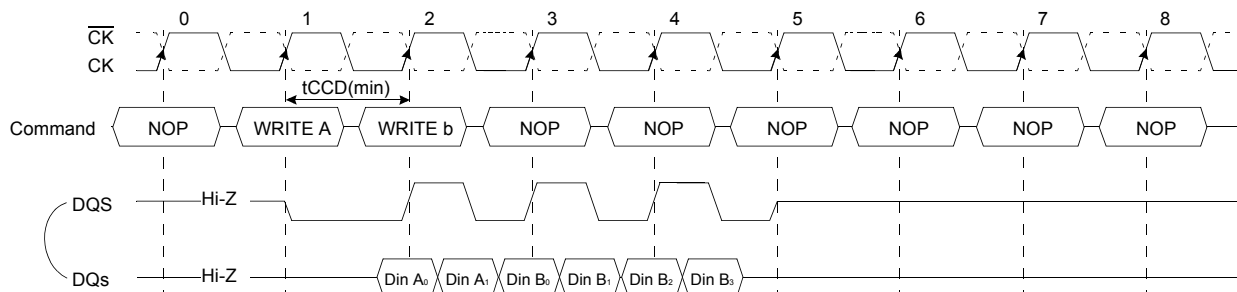 0 1 2 3 4 5 6 7 8
CK
CK
tCCD(min)
Command NOP WRITE A WRITE b NOP NOP NOP NOP NOP NOP
DQS Hi-Z
DQs Hi-Z Din A₀ Din A₁ Din B₀ Din B₁ Din B₂ Din B₃